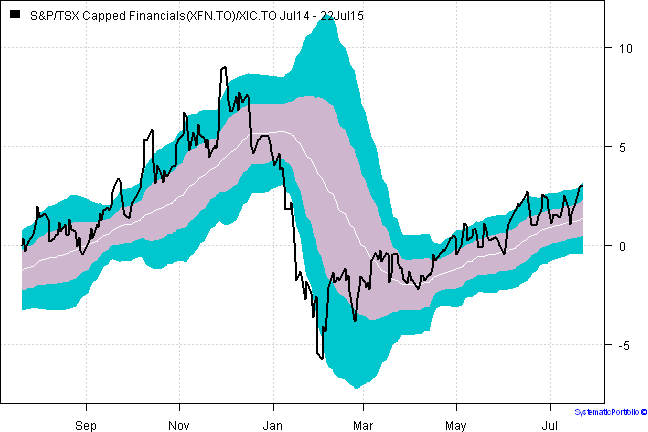 S&P/TSX Capped Financials(XFN.TO)/XIC.TO Jul14 - 22Jul15
10
5
0
-5
Sep Nov Jan Mar May Jul
SystematicPortfolio ©